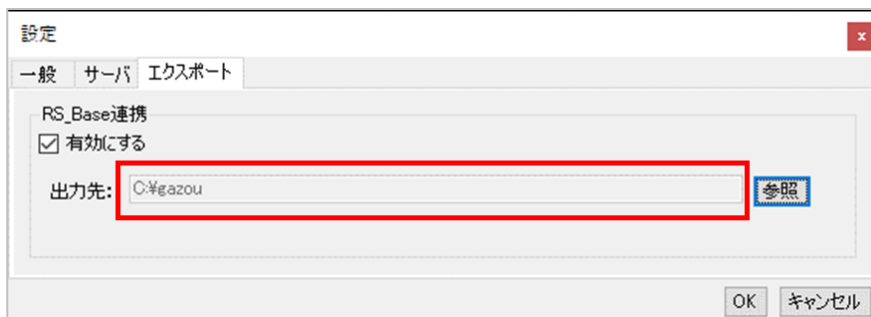 設定
x
一般 サーバ エクスポート
RS_Base連携
有効にする
出力先: C:¥gazou 参照
OK キャンセル